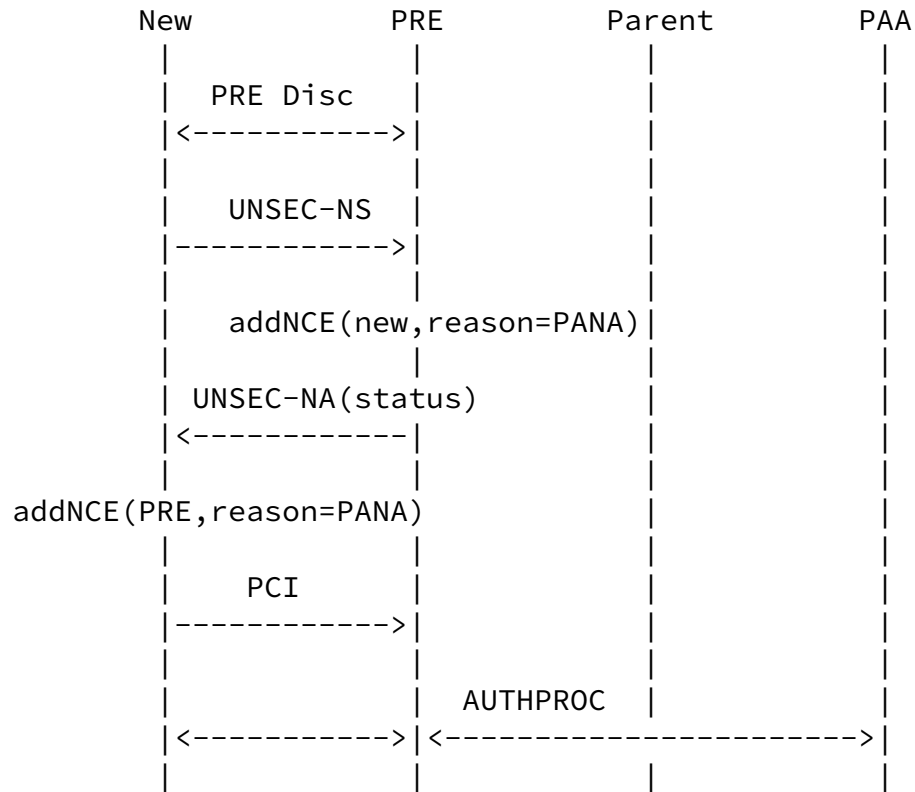 New PRE Parent PAA
PRE Disc
UNSEC-NS
addNCE(new,reason=PANA)
UNSEC-NA(status)
addNCE(PRE,reason=PANA)
PCI
AUTHPROC